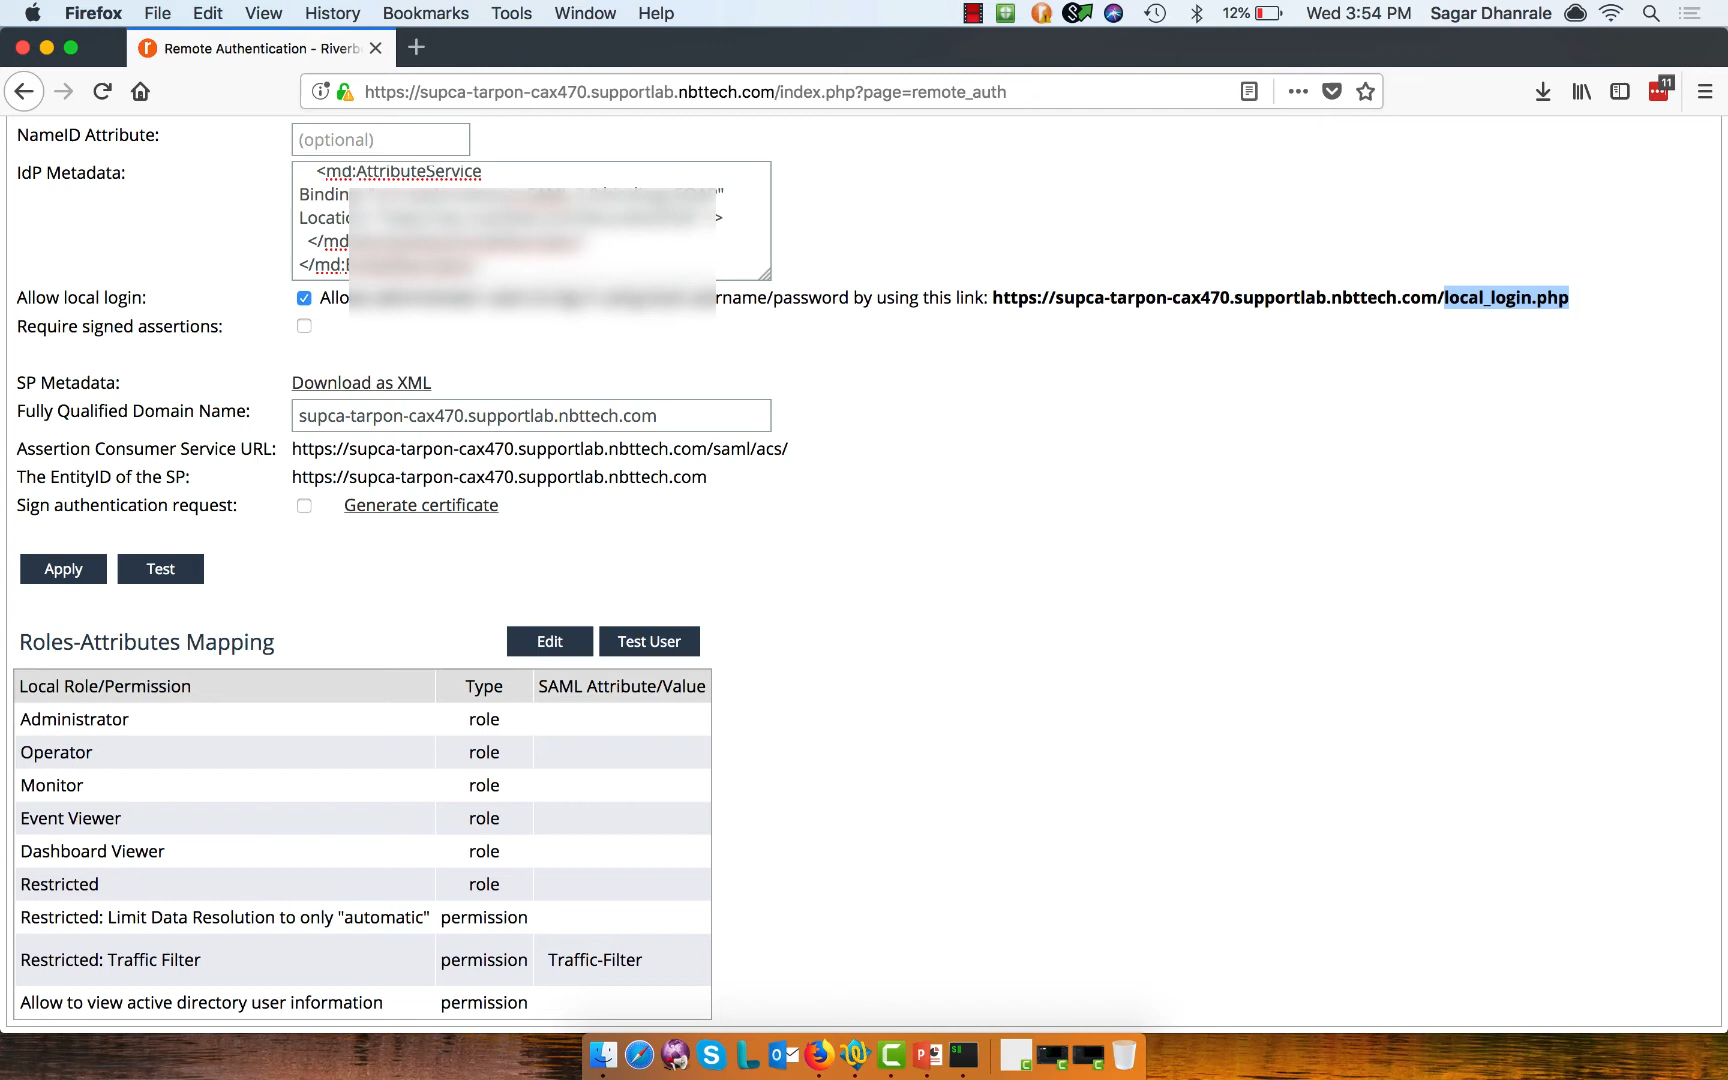 Firefox File Edit View History Bookmarks Tools Window Help 12% Wed 3:54 PM Sagar Dhanrale
Remote Authentication - Riverb
https://supca-tarpon-cax470.supportlab.nbttech.com/index.php?page=remote_auth
11
NameID Attribute: (optional)
IdP Metadata: <md:AttributeService
"
>
</md
Allow local login: rname/password by using this link: https://supca-tarpon-cax470.supportlab.nbttech.com/local_login.php
Require signed assertions:
SP Metadata: Download as XML
Fully Qualified Domain Name: supca-tarpon-cax470.supportlab.nbttech.com
Assertion Consumer Service URL: https://supca-tarpon-cax470.supportlab.nbttech.com/saml/acs/
The EntityID of the SP: https://supca-tarpon-cax470.supportlab.nbttech.com
Sign authentication request: Generate certificate
Apply Test
Roles-Attributes Mapping Edit Test User
Local Role/Permission Type SAML Attribute/Value
Administrator role
Operator role
Monitor role
Event Viewer role
Dashboard Viewer role
Restricted role
Restricted: Limit Data Resolution to only "automatic" permission
Restricted: Traffic Filter permission Traffic-Filter
Allow to view active directory user information permission